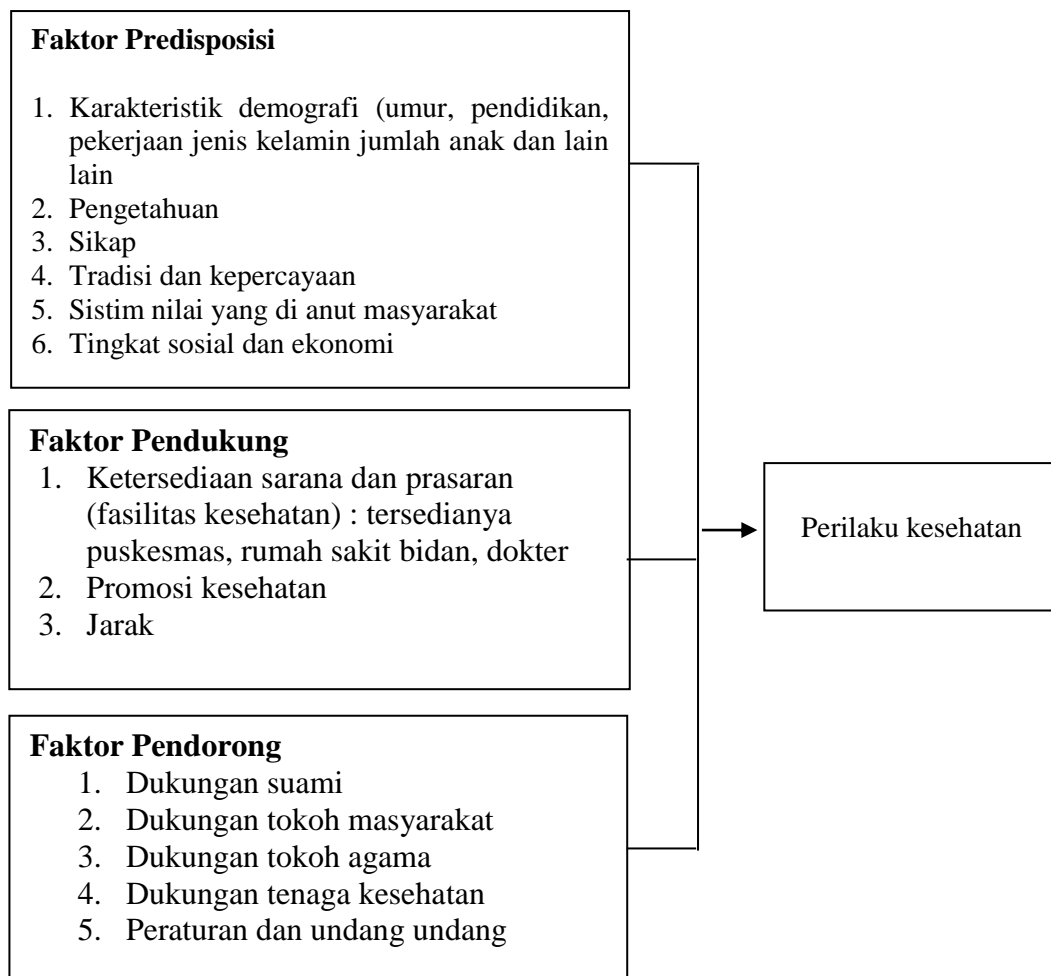 Faktor Predisposisi
1. Karakteristik demografi (umur, pendidikan,
pekerjaan jenis kelamin jumlah anak dan lain
lain
2. Pengetahuan
3. Sikap
4. Tradisi dan kepercayaan
5. Sistim nilai yang di anut masyarakat
6. Tingkat sosial dan ekonomi
Faktor Pendukung
1. Ketersediaan sarana dan prasaran
(fasilitas kesehatan) : tersedianya
puskesmas, rumah sakit bidan, dokter
2. Promosi kesehatan
3. Jarak
Faktor Pendorong
1. Dukungan suami
2. Dukungan tokoh masyarakat
3. Dukungan tokoh agama
4. Dukungan tenaga kesehatan
5. Peraturan dan undang undang
Perilaku kesehatan